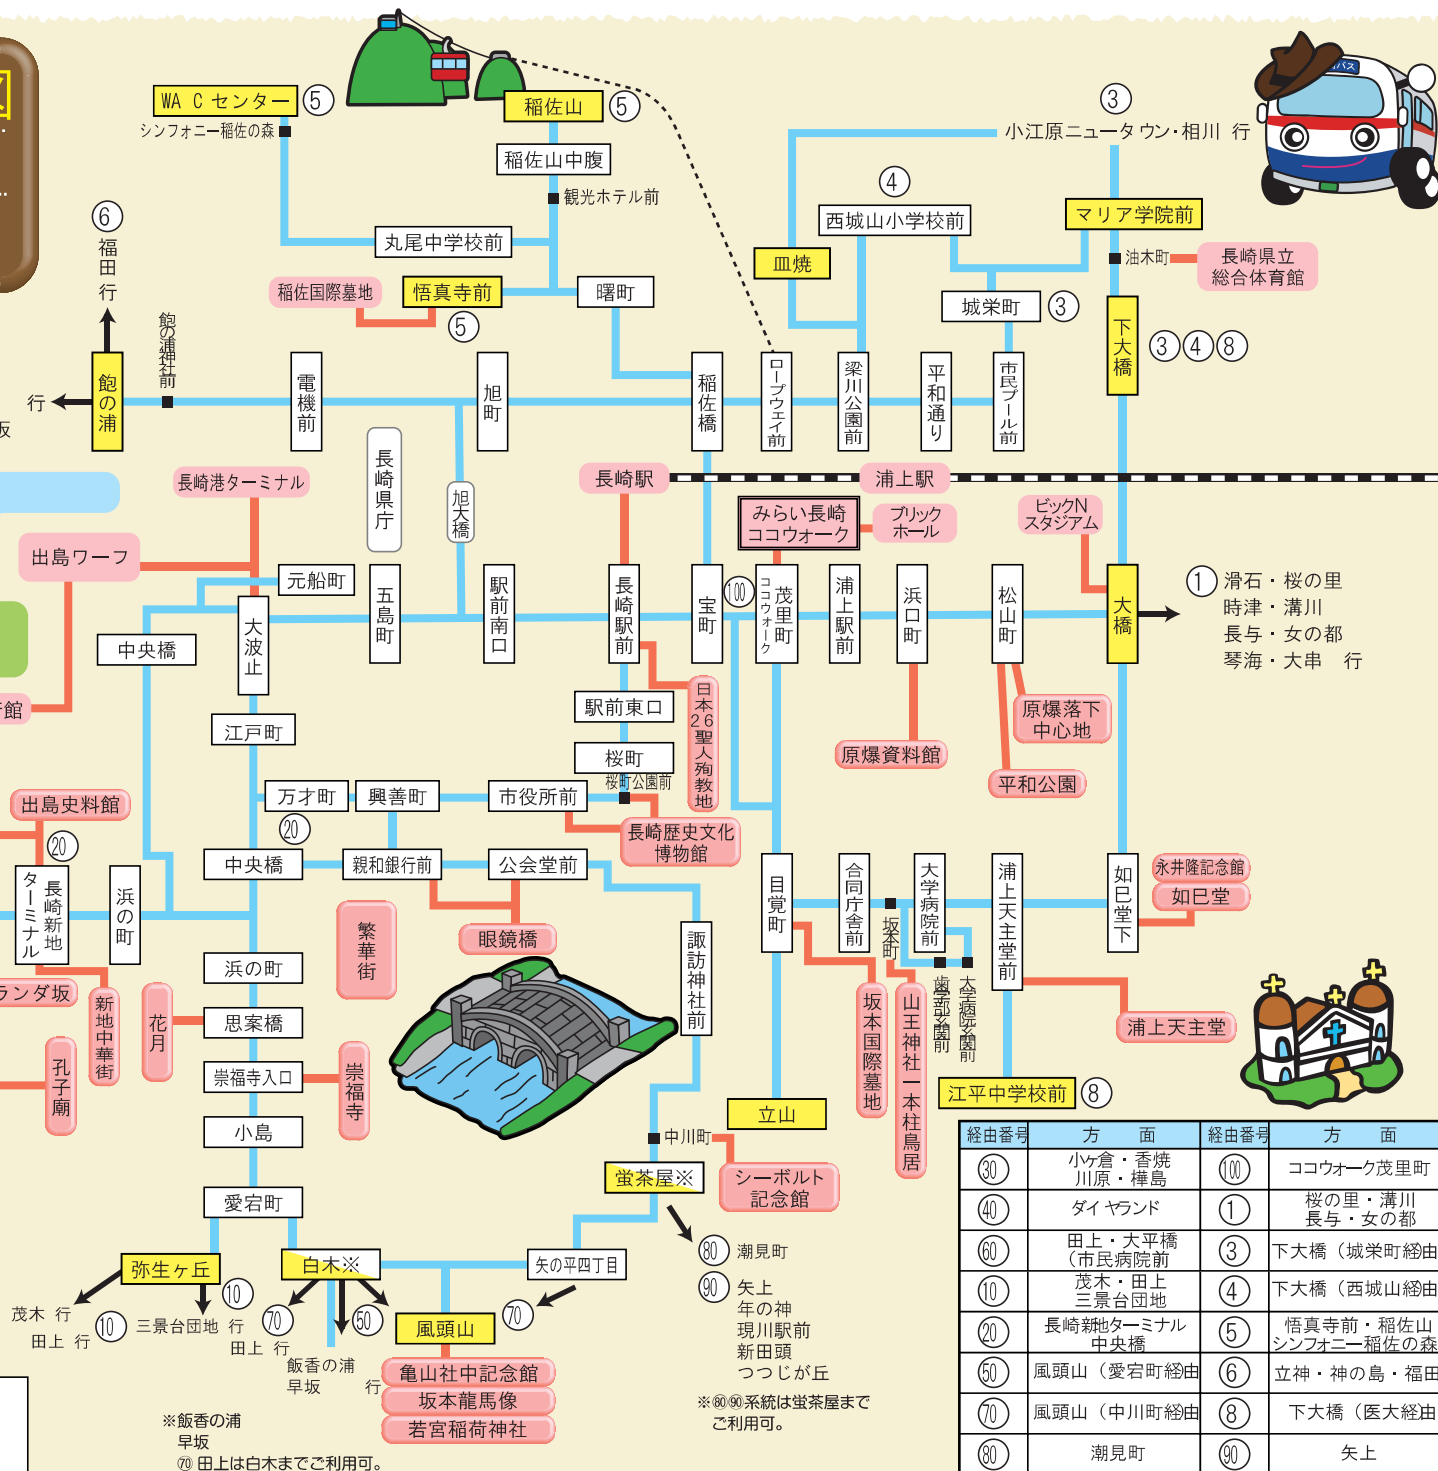 図
WA C センター ⑤
シンフォニー稲佐の森
稲佐山 ⑤
稲佐山中腹
観光ホテル前
丸尾中学校前
稲佐国際墓地
悟真寺前
⑤
曙町
③
小江原ニュータウン・相川 行
バス
④
西城山小学校前
マリア学院前
皿焼
油木町
長崎県立
総合体育館
城栄町 ③
下大橋
③④⑧
⑥
福田行
飽の浦神社前
行
飽の浦
電機前
旭町
稲佐橋
ロープウェイ前
梁川公園前
平和通り
市民プール前
長崎県庁
旭大橋
長崎港ターミナル
長崎駅
浦上駅
みらい長崎
ココウォーク
ブリック
ホール
ビックN
スタジアム
出島ワーフ
元船町
中央橋
大波止
五島町
駅前南口
長崎駅前
宝町
⑩⓪
ココウォーク
茂里町
浦上駅前
浜口町
松山町
大橋
① 滑石・桜の里
時津・溝川
長与・女の都
琴海・大串 行
館
江戸町
駅前東口
桜町
桜町公園前
日本26聖人殉教地
原爆資料館
原爆落下
中心地
平和公園
出島史料館
⑳
万才町
興善町
市役所前
⑳
長崎歴史文化
博物館
中央橋
親和銀行前
公会堂前
長崎新地
ターミナル
浜の町
目覚町
合同庁舎前
坂本町
大学病院前
浦上天主堂前
如己堂下
永井隆記念館
如巳堂
繁華街
眼鏡橋
諏訪神社前
歯学部玄関前
大学病院玄関前
ランダ坂
新地中華街
花月
浜の町
思案橋
崇福寺入口
崇福寺
孔子廟
小島
愛宕町
坂本国際墓地
山王神社一本柱鳥居
浦上天主堂
江平中学校前 ⑧
立山
中川町
蛍茶屋※
シーボルト
記念館
弥生ヶ丘
白木※
矢の平四丁目
風頭山
茂木 行
田上 行
⑩
三景台団地 行
⑩
⑦⓪
田上 行
⑤⓪
飯香の浦
早坂 行
⑦⓪
亀山社中記念館
坂本龍馬像
若宮稲荷神社
⑧⓪ 潮見町
⑨⓪ 矢上
年の神
現川駅前
新田頭
つつじが丘
※⑧⓪⑨⓪系統は蛍茶屋まで
ご利用可。
※飯香の浦
早坂
⑦⓪ 田上は白木までご利用可。
経由番号 方 面 経由番号 方 面
㉚ 小ヶ倉・香焼 川原・樺島 ⑩⓪ ココウォーク茂里町
㊵ ダイヤランド ① 桜の里・溝川 長与・女の都
⑥⓪ 田上・大平橋 (市民病院前 ③ 下大橋(城栄町経由
⑩ 茂木・田上 三景台団地 ④ 下大橋(西城山経由
⑳ 長崎新地ターミナル 中央橋 ⑤ 悟真寺前・稲佐山 シンフォニー稲佐の森
㊿ 風頭山(愛宕町経由 ⑥ 立神・神の島・福田
⑦⓪ 風頭山(中川町経由 ⑧ 下大橋(医大経由
⑧⓪ 潮見町 ⑨⓪ 矢上